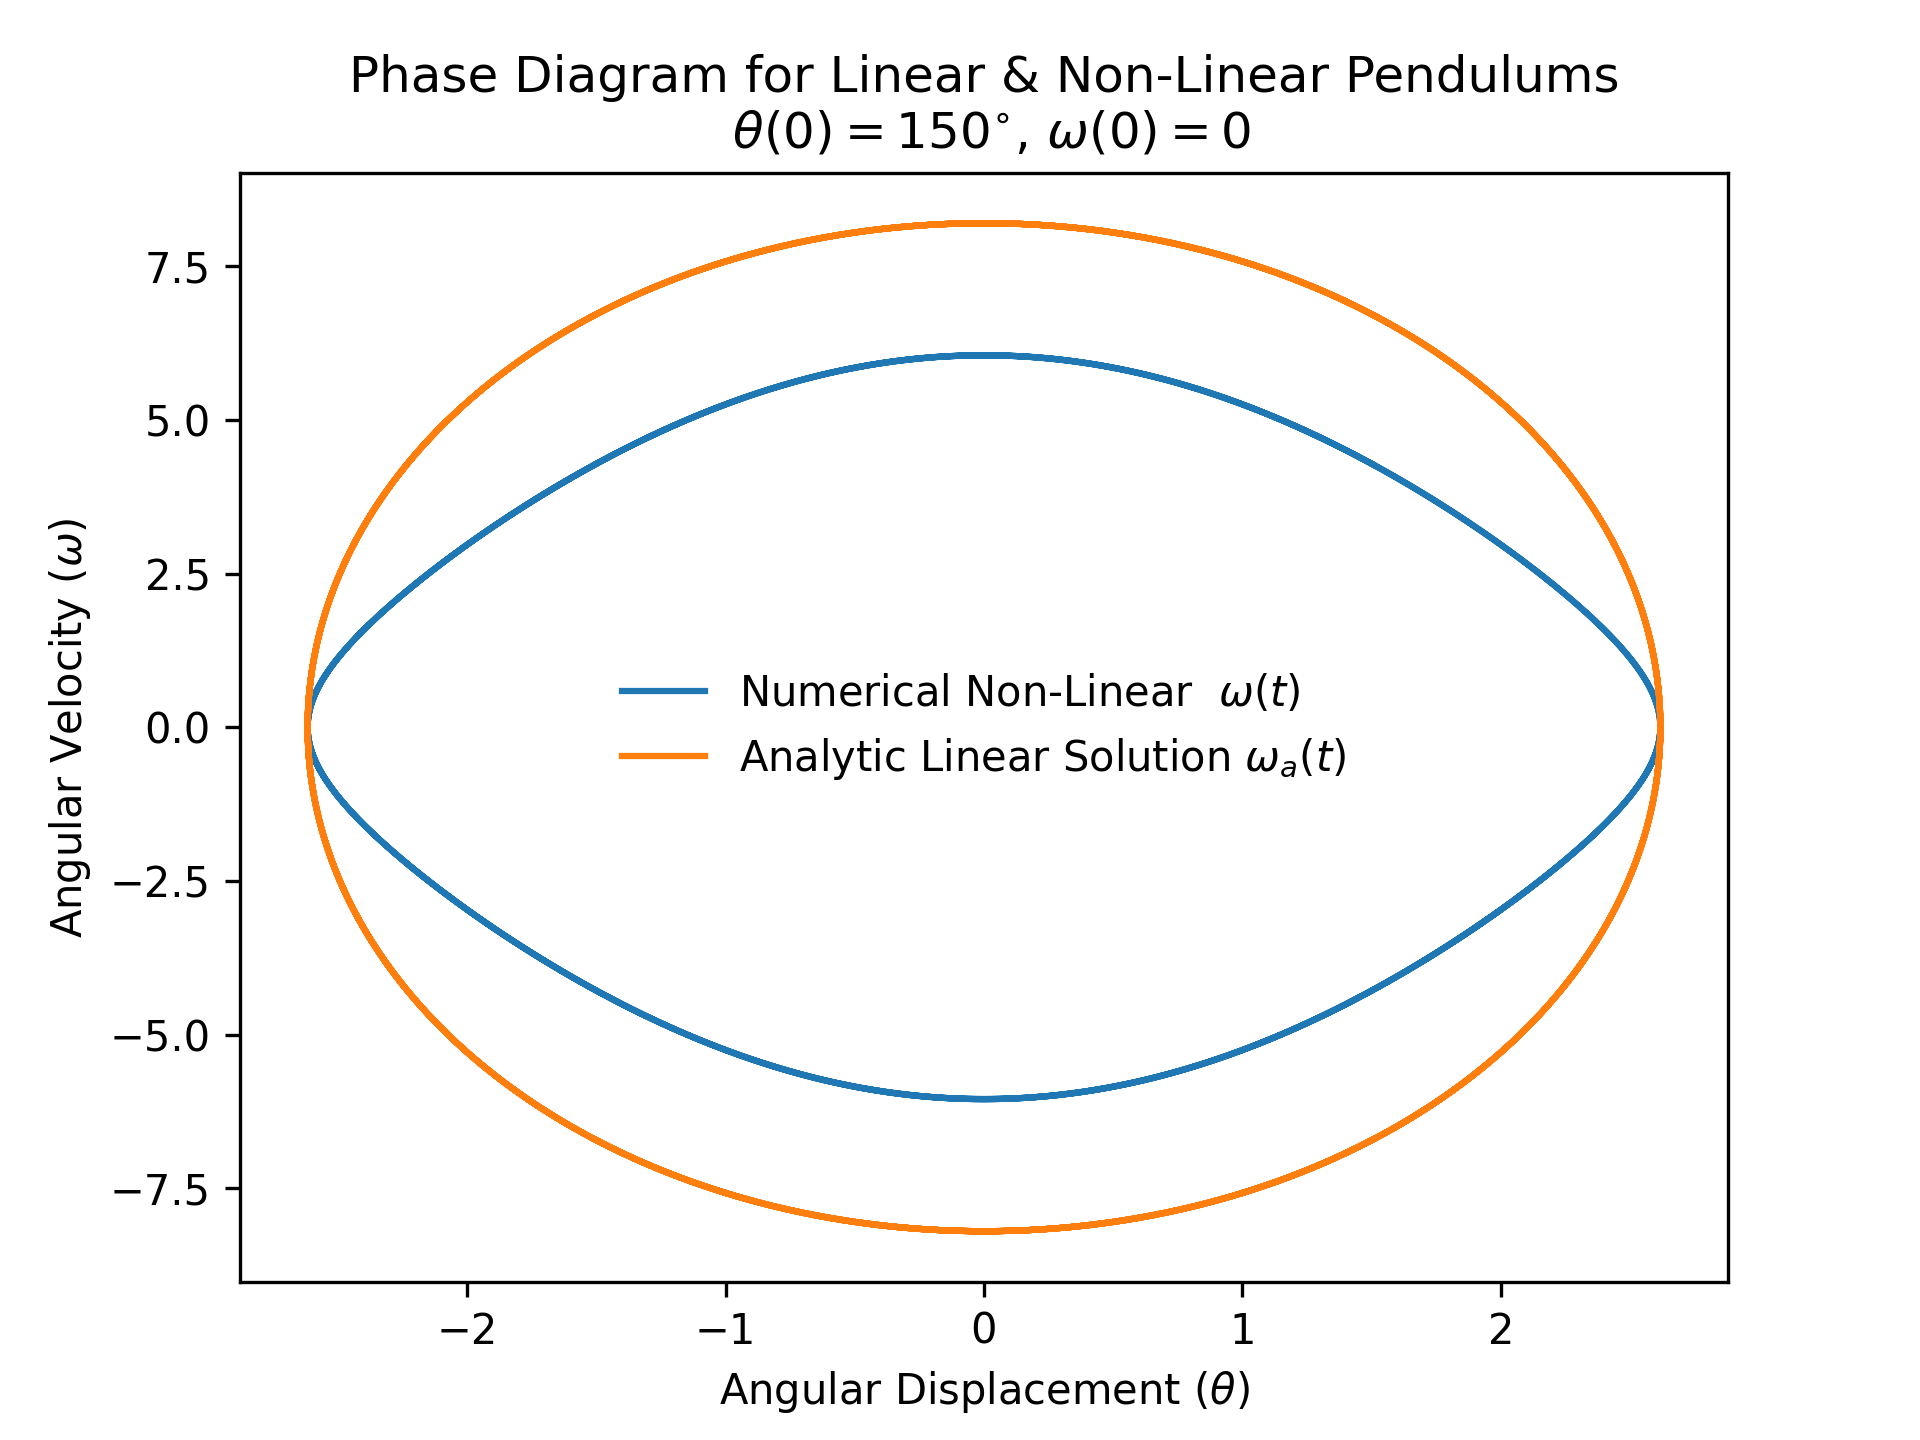 Phase Diagram for Linear & Non-Linear Pendulums
θ(0) = 150°, ω(0) = 0
7.5
5.0
2.5
0.0
−2.5
−5.0
−7.5
Angular Velocity (ω)
Numerical Non-Linear ω(t)
Analytic Linear Solution ωₐ(t)
−2 −1 0 1 2
Angular Displacement (θ)